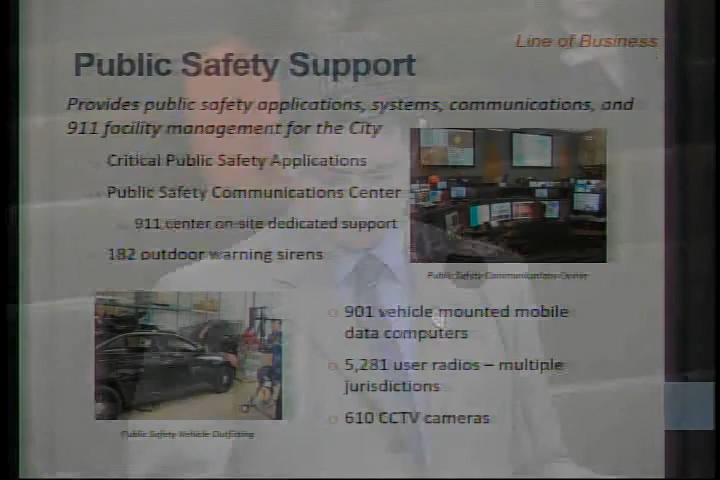 Line of Business
Public Safety Support
Provides public safety applications, systems, communications, and
911 facility management for the City
Critical Public Safety Applications
Public Safety Communications Center
911 center on-site dedicated support
182 outdoor warning sirens
Public Safety Communications Center
901 vehicle mounted mobile
data computers
5,281 user radios – multiple
jurisdictions
610 CCTV cameras
Public Safety Vehicle Outfitting